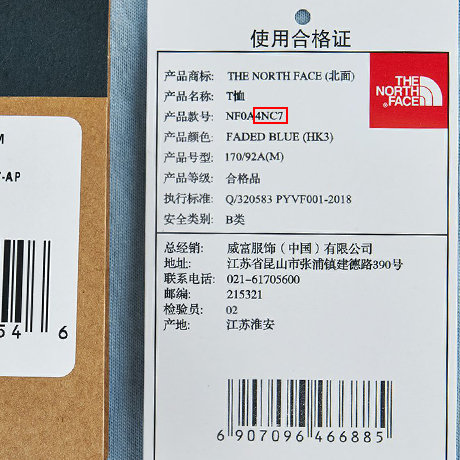 使用合格证
产品商标: THE NORTH FACE (北面)
产品名称: T恤
产品款号: NF0A4NC7
产品颜色: FADED BLUE (HK3)
产品号型: 170/92A(M)
产品等级: 合格品
执行标准: Q/320583 PYVF001-2018
安全类别: B类
THE
NORTH
FACE
总经销: 威富服饰（中国）有限公司
地址: 江苏省昆山市张浦镇建德路390号
联系电话: 021-61705600
邮编: 215321
检验员: 02
产地: 江苏淮安
6 907096 466885
M
-AP
54 6